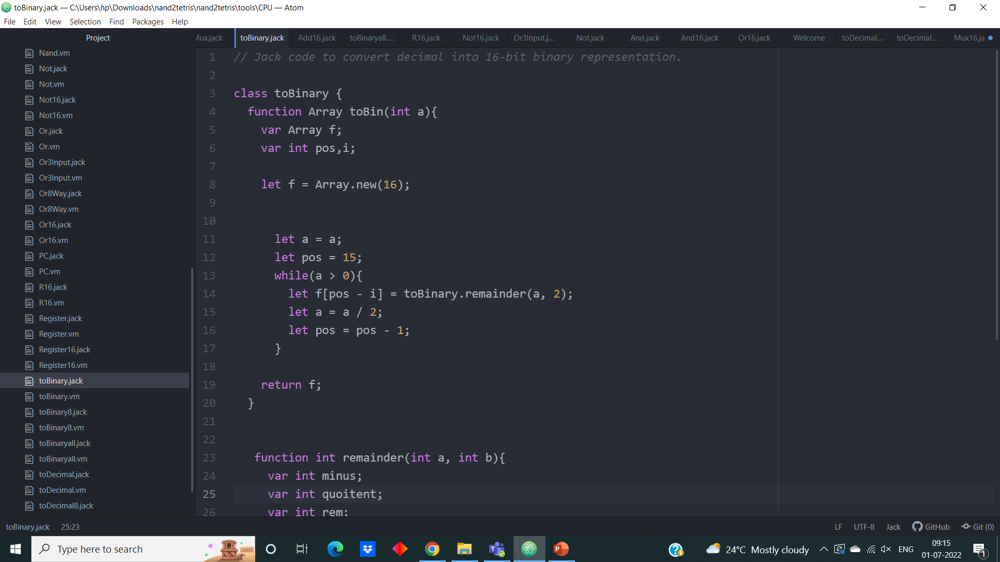 toBinary.jack — C:\Users\hp\Downloads\nand2tetris\nand2tetris\tools\CPU — Atom
File Edit View Selection Find Packages Help
Project
Mux.jack toBinary.jack Add16.jack toBinaryall.... R16.jack Not16.jack Or3Input.j... Not.jack And.jack And16.jack Or16.jack Welcome toDecimal.... toDecimal... Mux16.ja
Nand.vm
Not.jack
Not.vm
Not16.jack
Not16.vm
Or.jack
Or.vm
Or3Input.jack
Or3Input.vm
Or8Way.jack
Or8Way.vm
Or16.jack
Or16.vm
PC.jack
PC.vm
R16.jack
R16.vm
Register.jack
Register.vm
Register16.jack
Register16.vm
toBinary.jack
toBinary.vm
toBinary8.jack
toBinary8.vm
toBinaryall.jack
toBinaryall.vm
toDecimal.jack
toDecimal.vm
toDecimal8.jack
1 // Jack code to convert decimal into 16-bit binary representation.
2
3 class toBinary {
4 function Array toBin(int a){
5 var Array f;
6 var int pos,i;
7
8 let f = Array.new(16);
9
10
11 let a = a;
12 let pos = 15;
13 while(a > 0){
14 let f[pos - i] = toBinary.remainder(a, 2);
15 let a = a / 2;
16 let pos = pos - 1;
17 }
18
19 return f;
20 }
21
22
23 function int remainder(int a, int b){
24 var int minus;
25 var int quoitent;
26 var int rem;
toBinary.jack 25:23 LF UTF-8 Jack GitHub Git (0)
Type here to search
24°C Mostly cloudy ENG
09:15
01-07-2022
1